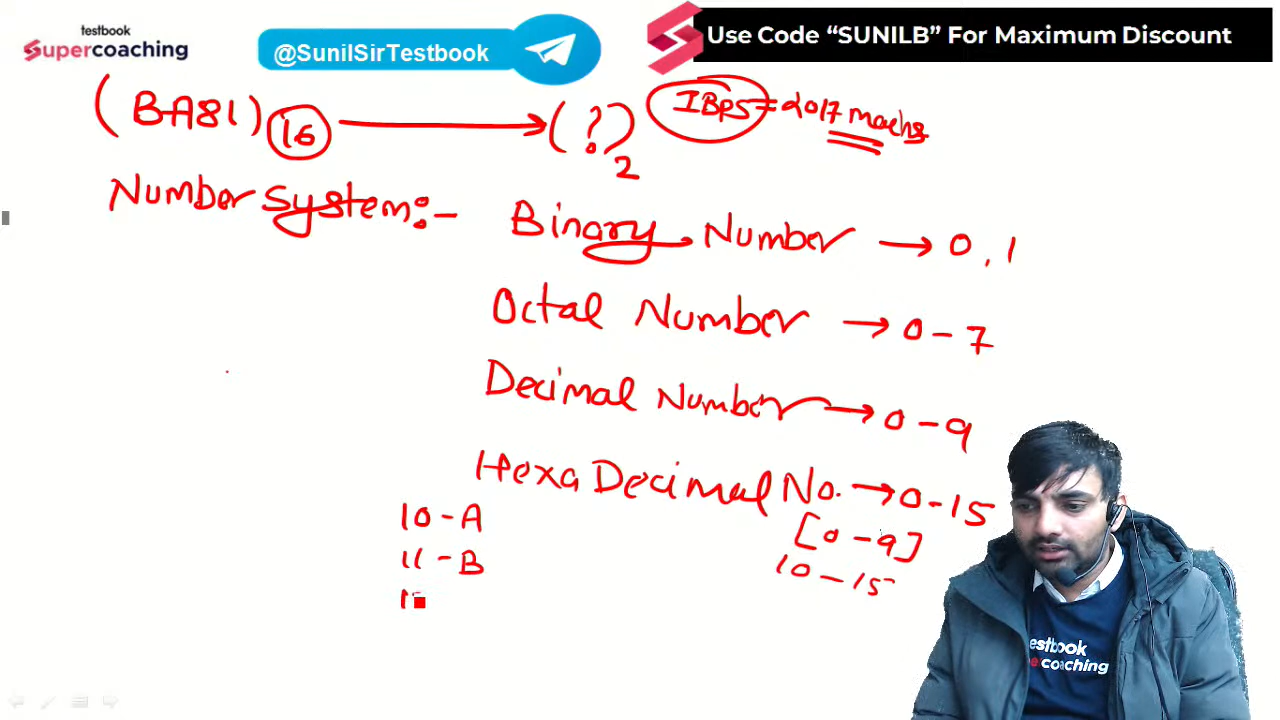 testbook
Supercoaching
@SunilSirTestbook
Use Code “SUNILB” For Maximum Discount
(BA81)16 → (?)2 IBPS = 2017 machs
Number System:- Binary Number → 0, 1
Octal Number → 0 - 7
Decimal Number → 0 - 9
Hexa Decimal No. → 0 - 15
[0 - 9]
10 - 15
10 - A
11 - B
testbook
percoaching